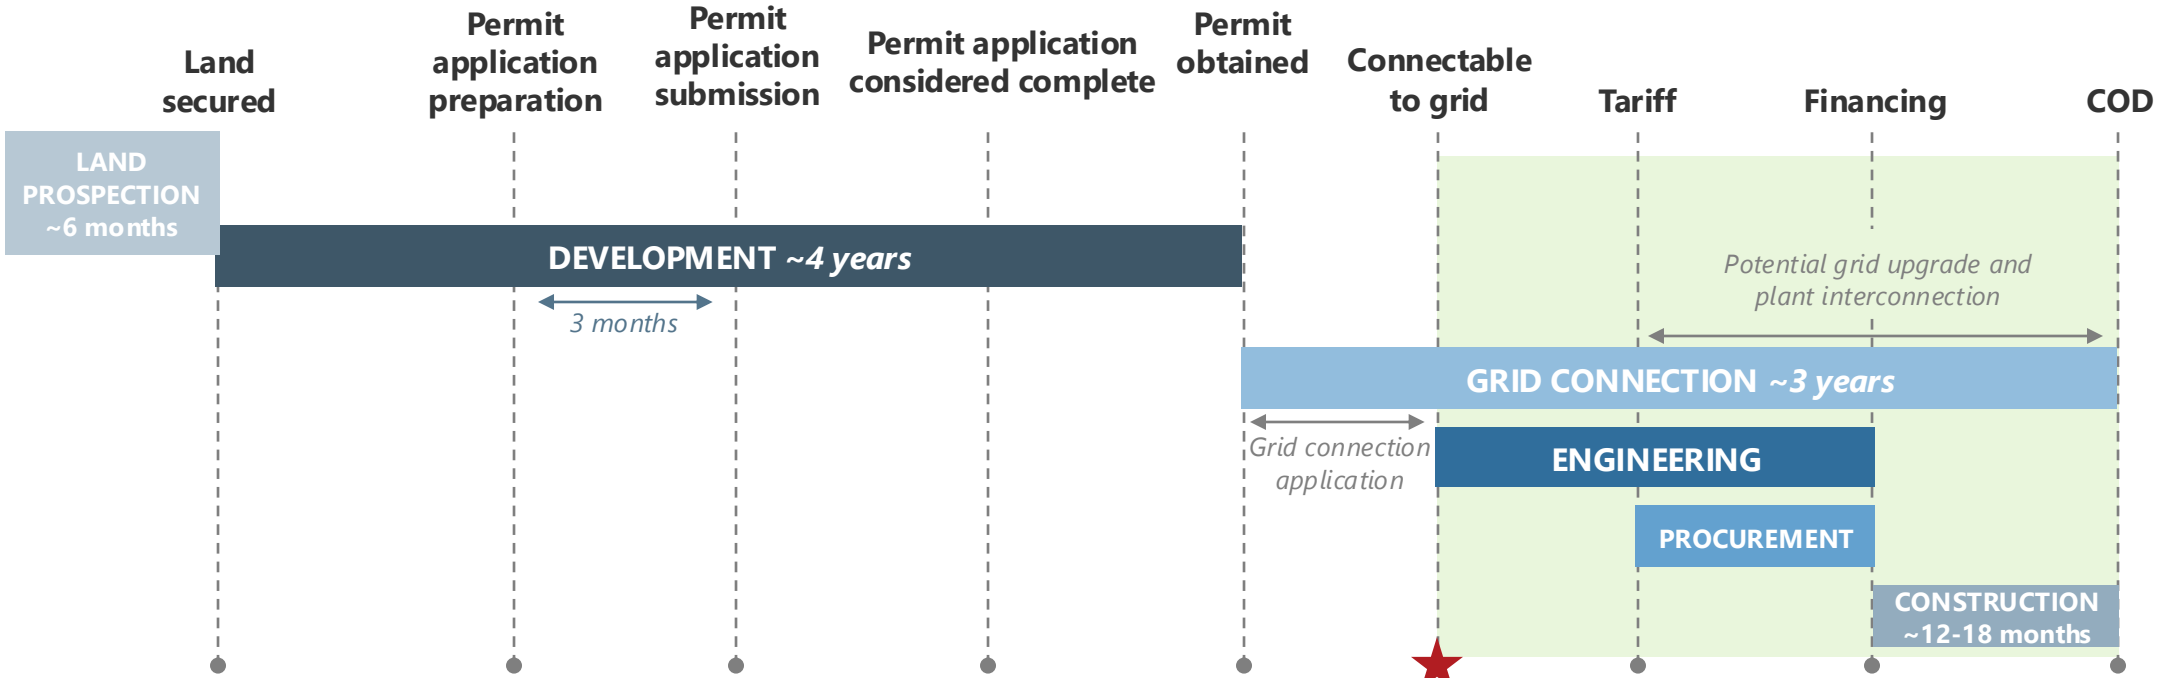 Land
secured
Permit
application
preparation
Permit
application
submission
Permit application
considered complete
Permit
obtained
Connectable
to grid
Tariff
Financing
COD
LAND
PROSPECTION
~6 months
DEVELOPMENT ~4 years
3 months
Potential grid upgrade and
plant interconnection
GRID CONNECTION ~3 years
Grid connection
application
ENGINEERING
PROCUREMENT
CONSTRUCTION
~12-18 months